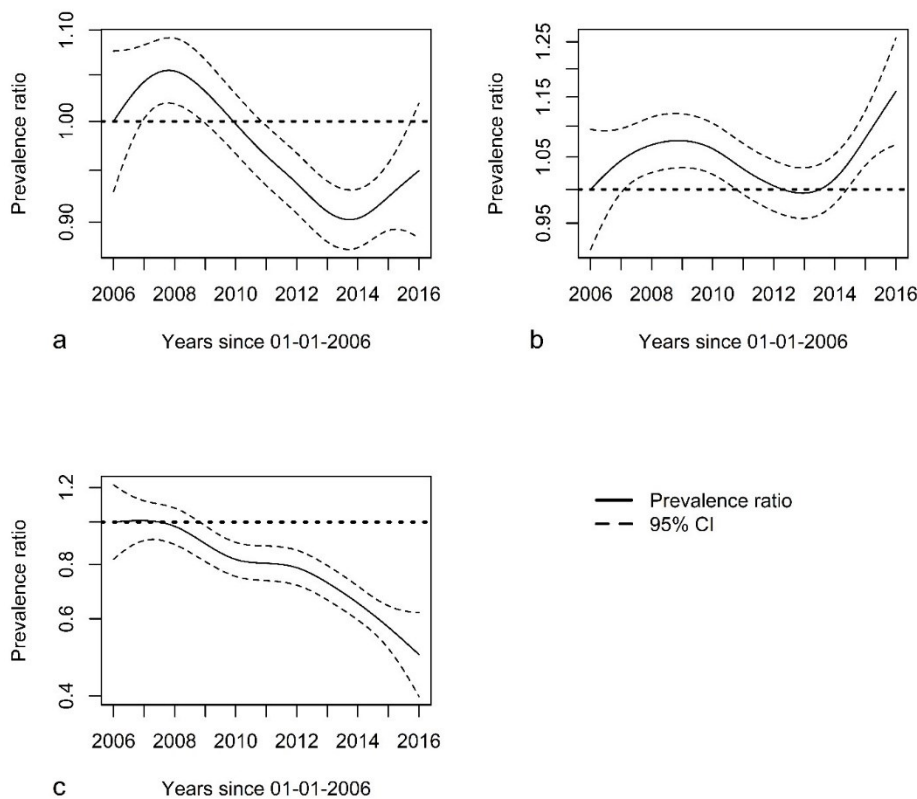 1.10
1.00
0.90
Prevalence ratio
2006 2008 2010 2012 2014 2016
a Years since 01-01-2006
1.25
1.15
1.05
0.95
Prevalence ratio
2006 2008 2010 2012 2014 2016
b Years since 01-01-2006
1.2
0.8
0.6
0.4
Prevalence ratio
2006 2008 2010 2012 2014 2016
c Years since 01-01-2006
Prevalence ratio
95% CI